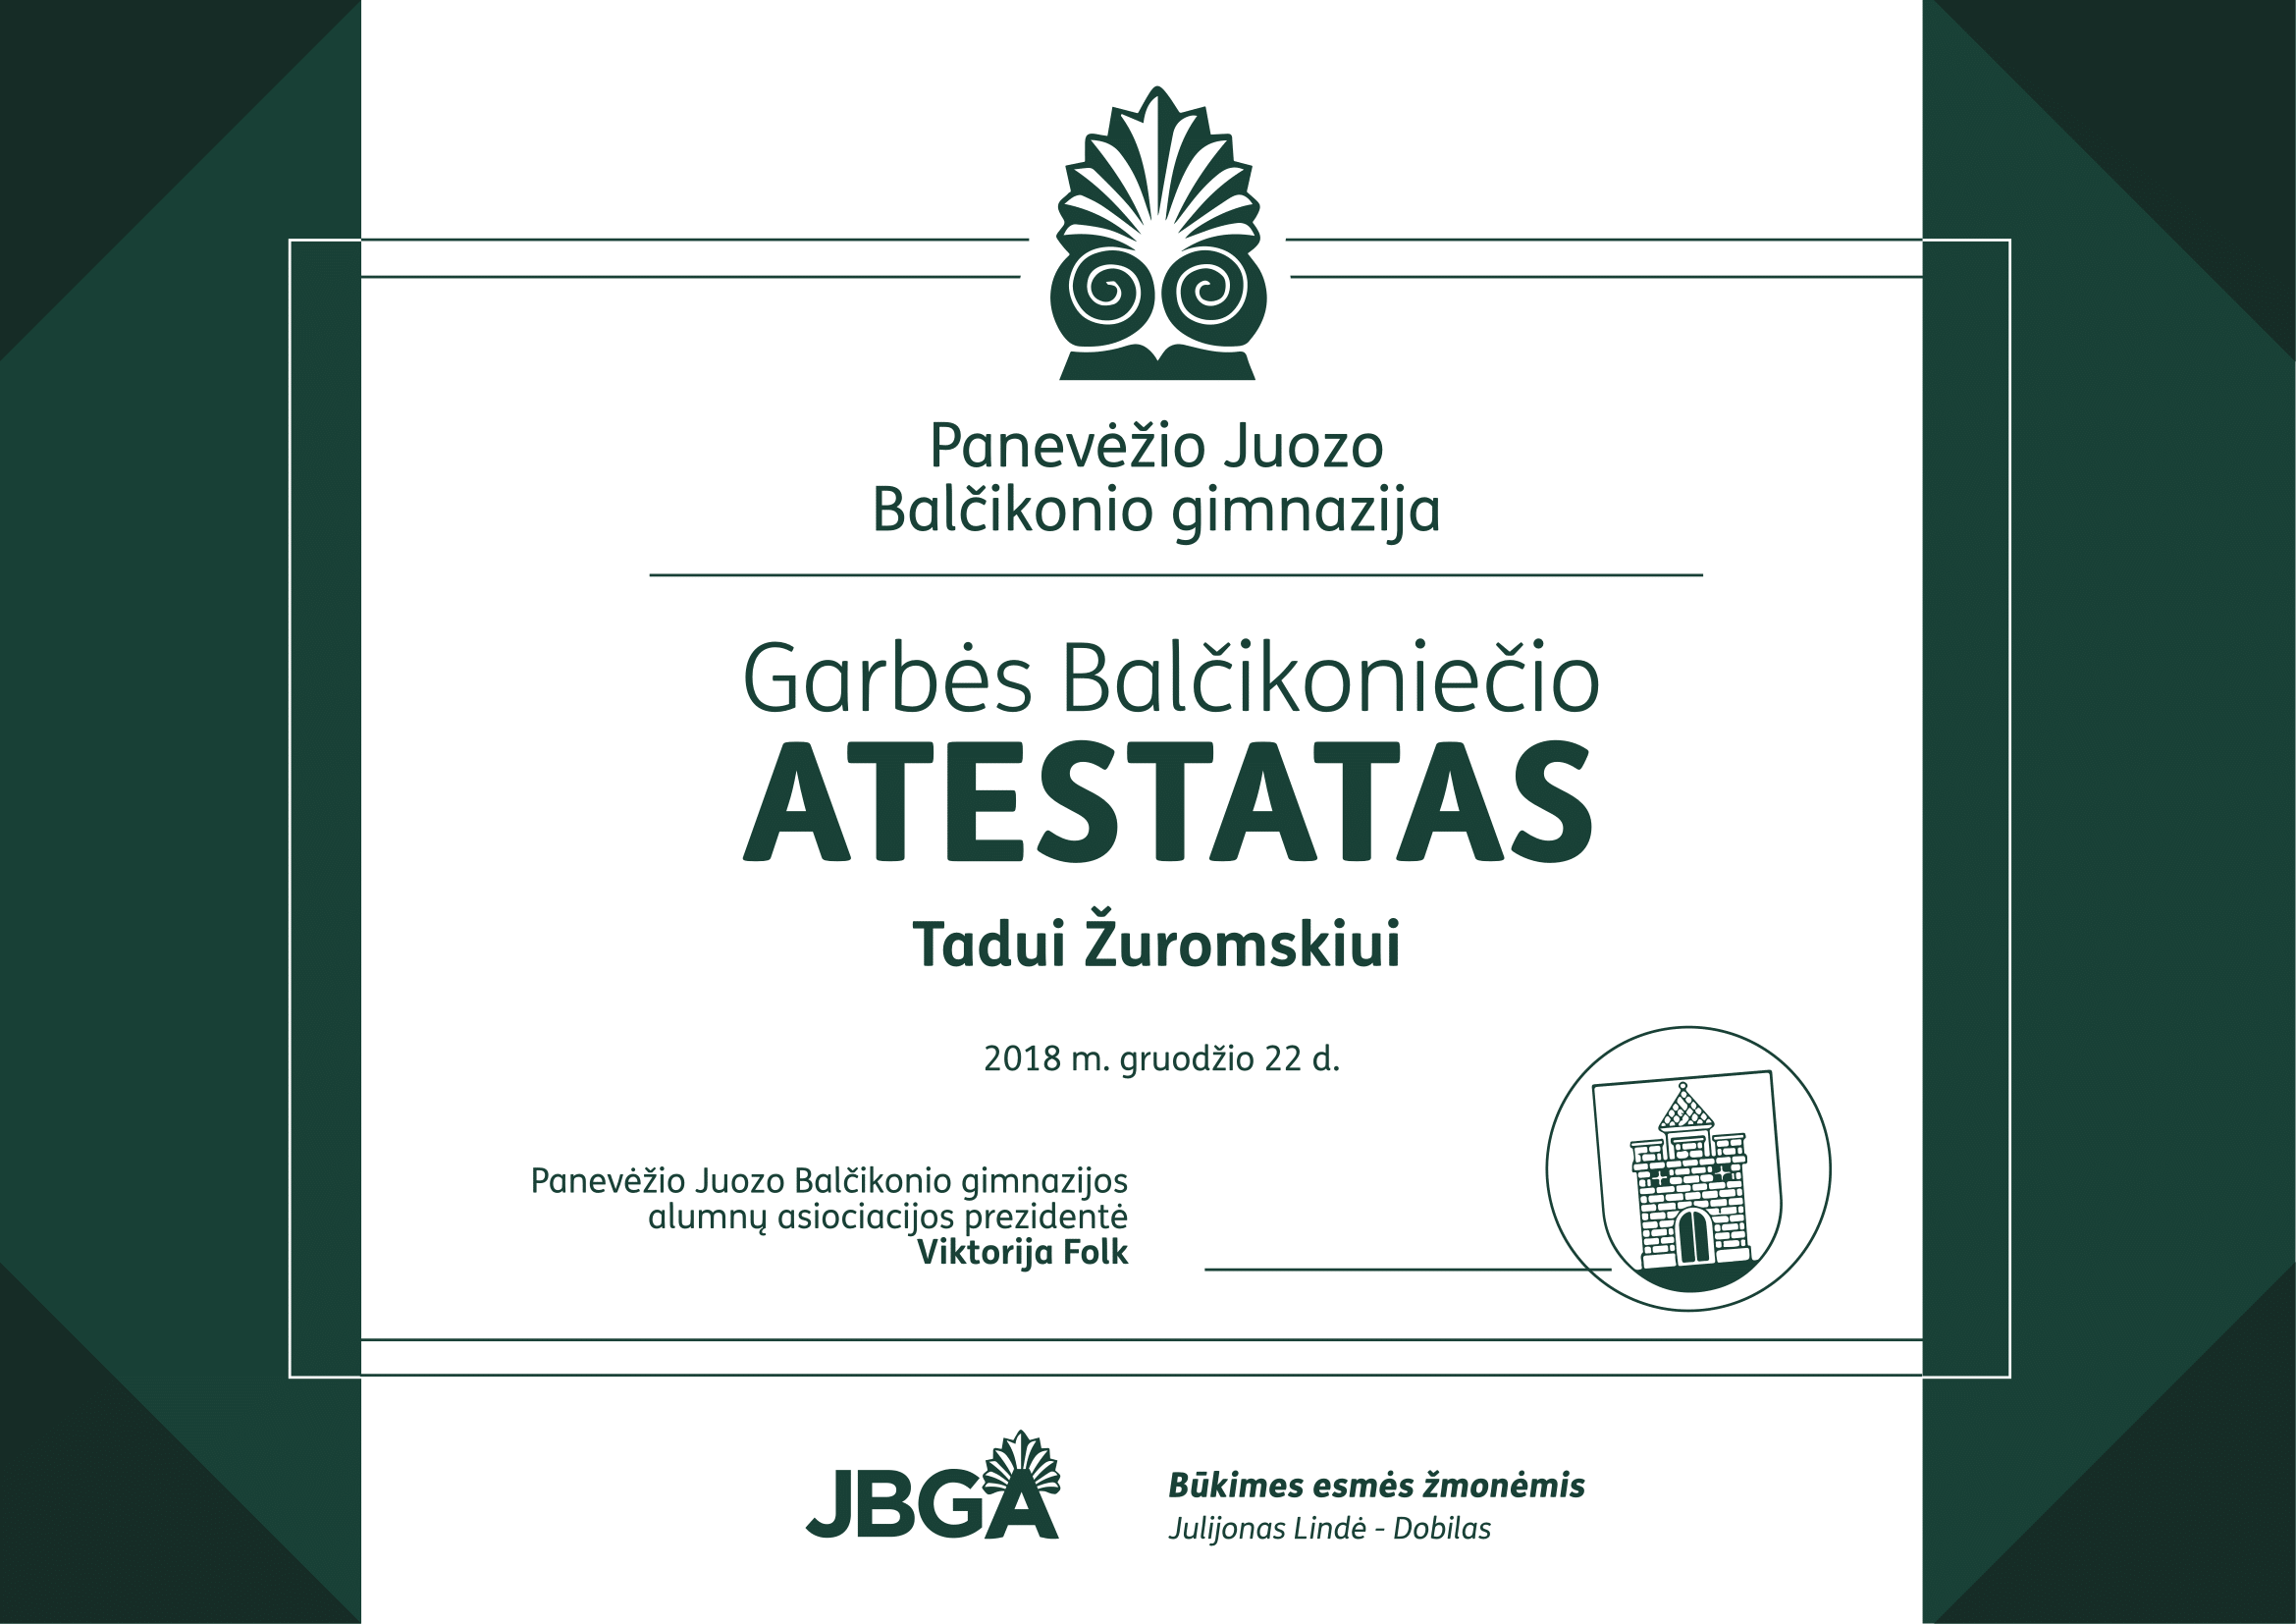 Panevėžio Juozo
Balčikonio gimnazija
Garbės Balčikoniečio
ATESTATAS
Tadui Žuromskiui
2018 m. gruodžio 22 d.
Panevėžio Juozo Balčikonio gimnazijos
alumnų asiociacijos prezidentė
Viktorija Folk
JBGA
Būkimes esmės žmonėmis
Julijonas Lindė - Dobilas